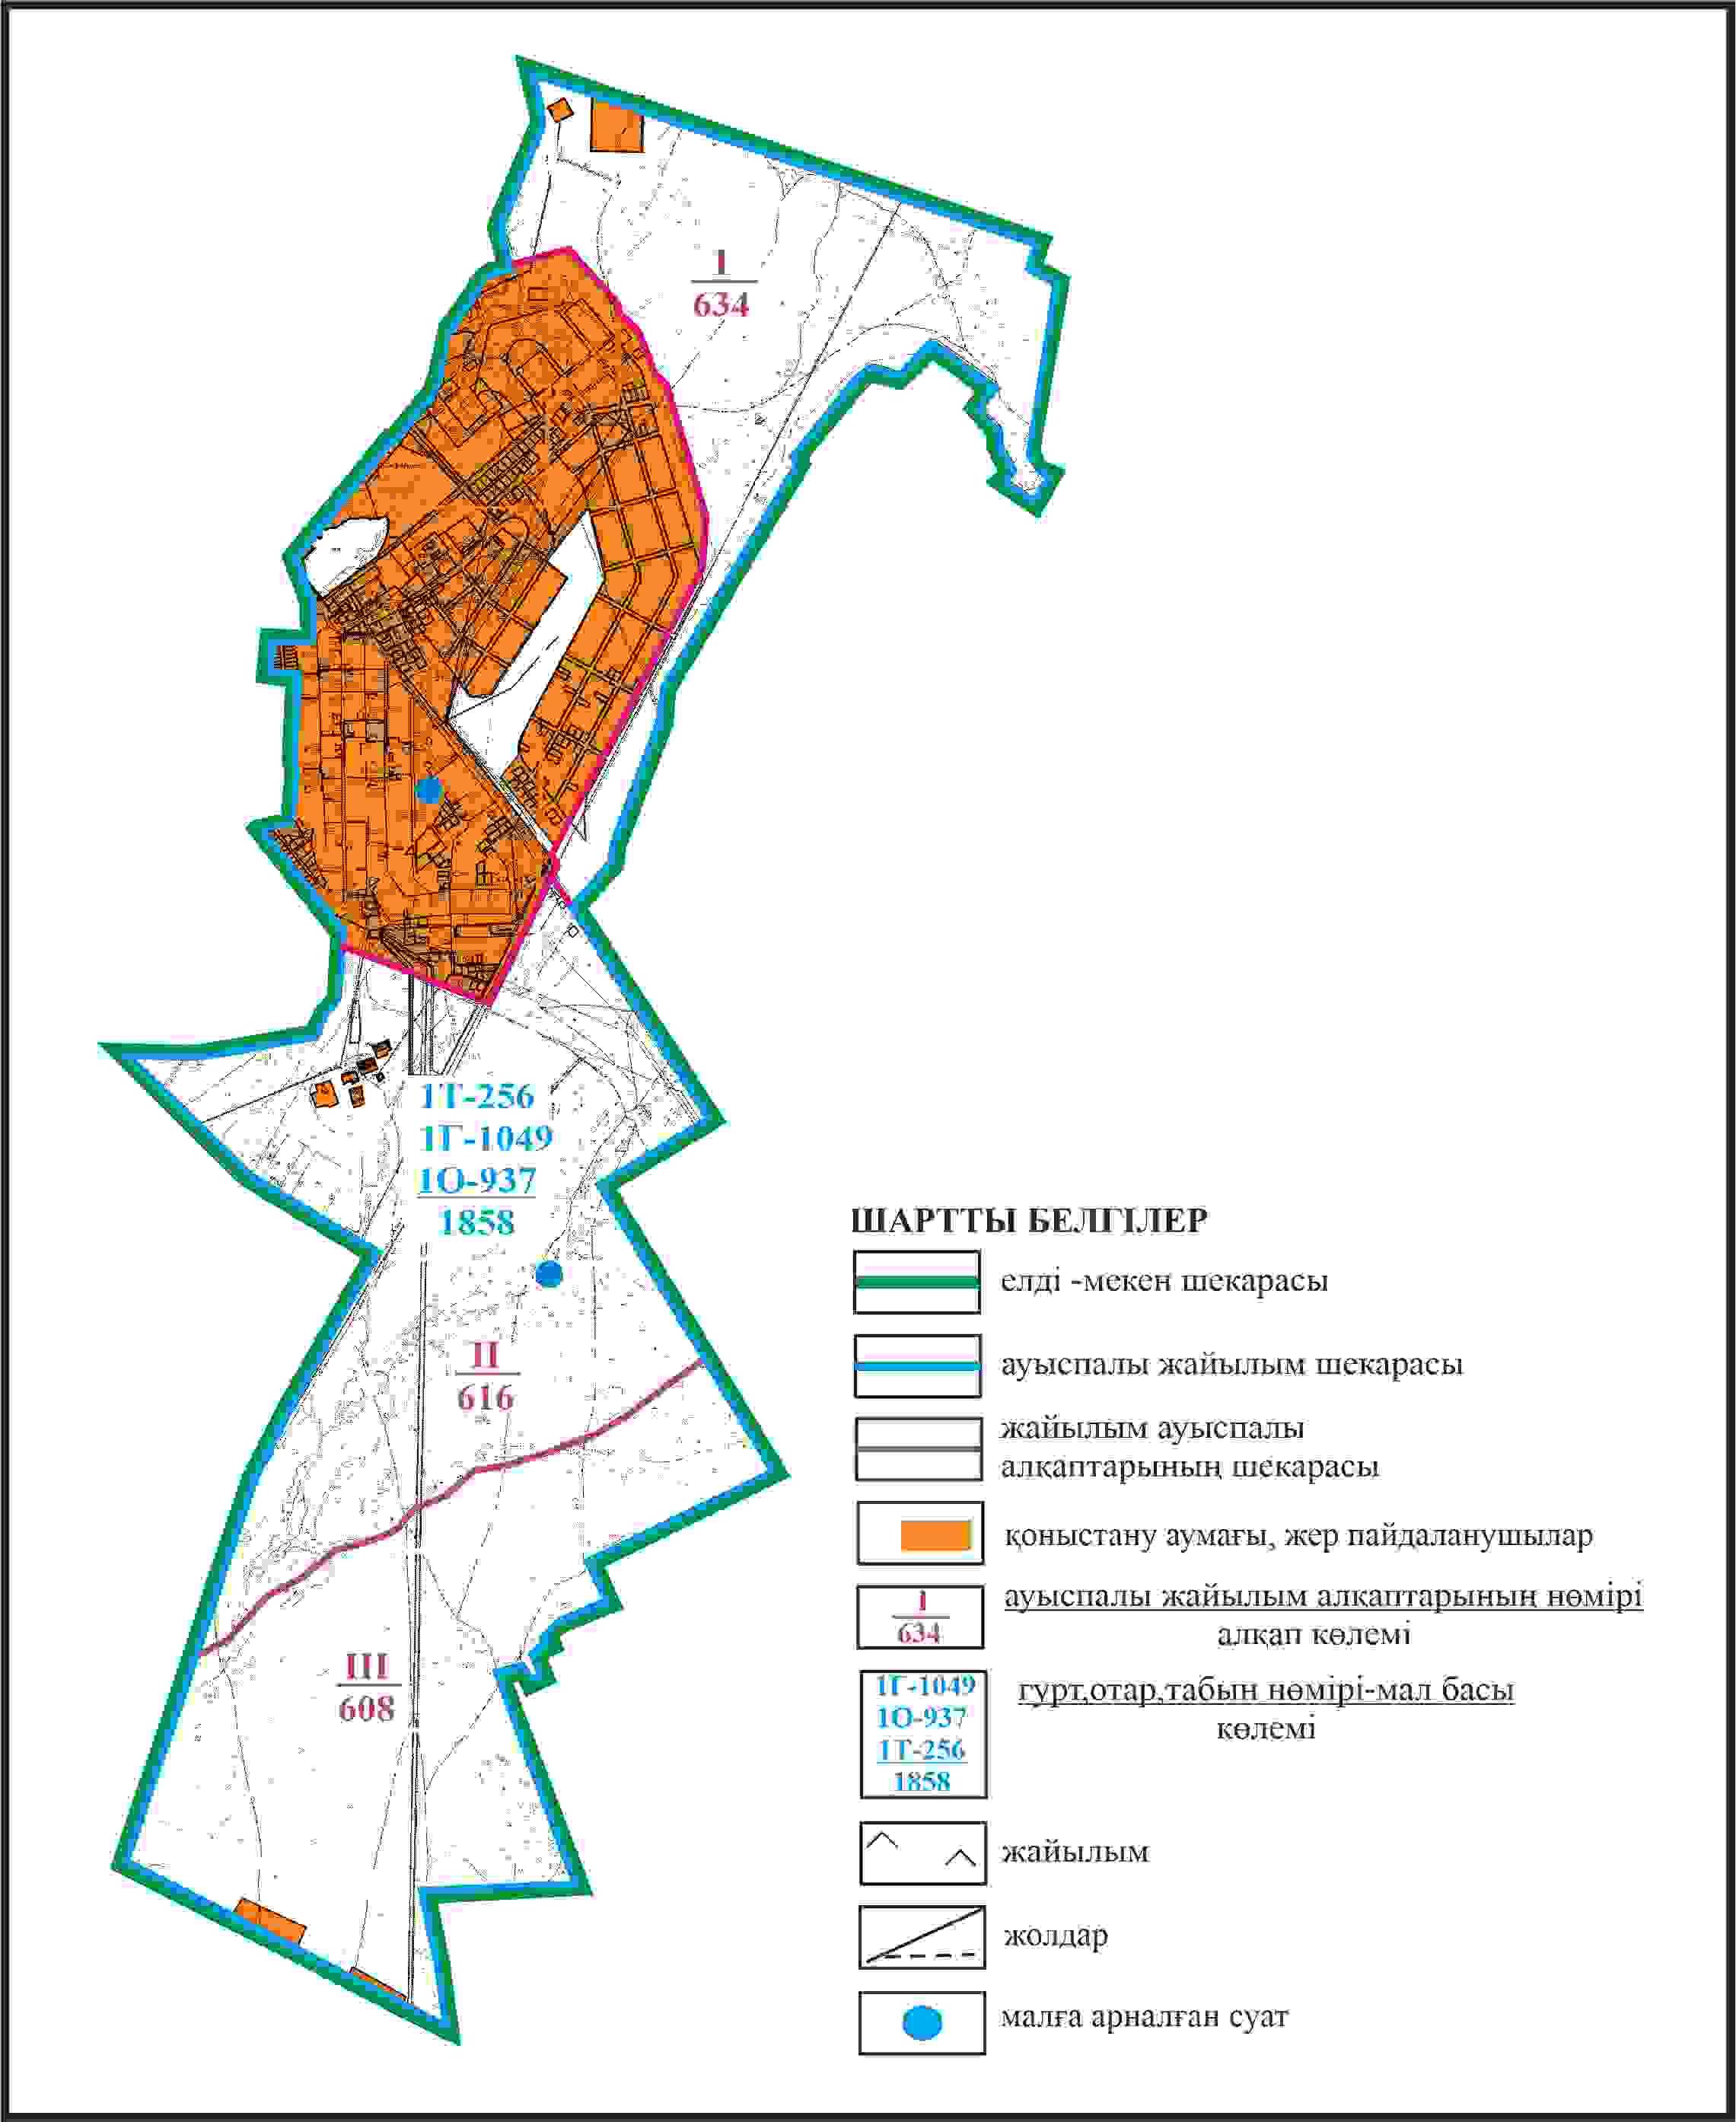 I
634
1Т-256
1Г-1049
1О-937
1858
II
616
III
608
ШАРТТЫ БЕЛГІЛЕР
елді -мекен шекарасы
ауыспалы жайылым шекарасы
жайылым ауыспалы
алқаптарының шекарасы
қоныстану аумағы, жер пайдаланушылар
I
634
ауыспалы жайылым алқаптарының нөмірі
алқап көлемі
1Г-1049
1О-937
1Т-256
1858
гурт,отар,табын нөмірі-мал басы
көлемі
жайылым
жолдар
малға арналған суат